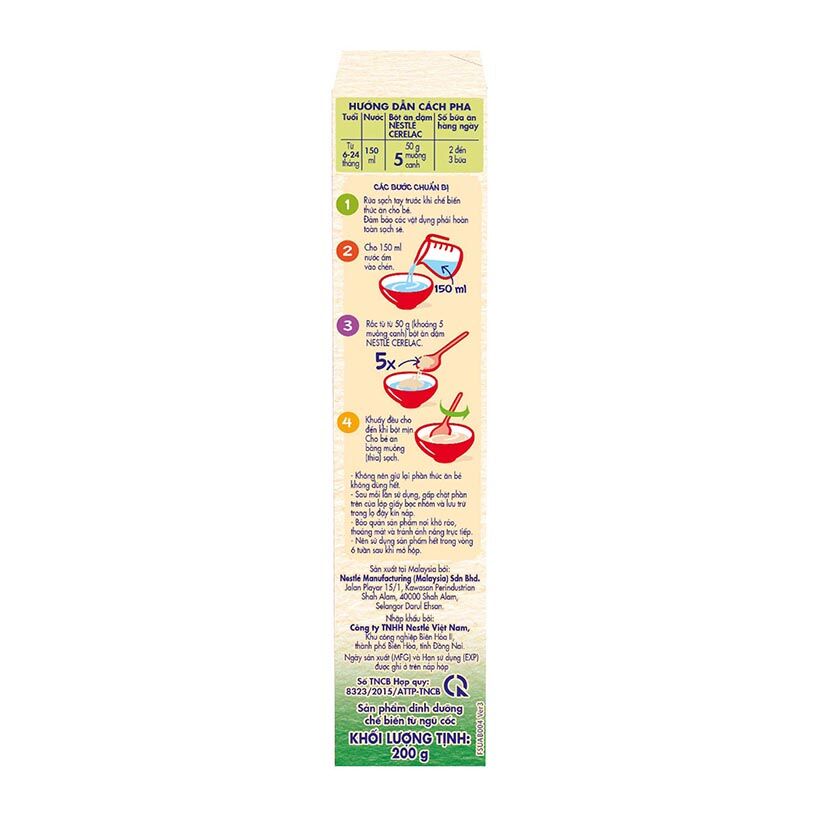 HƯỚNG DẪN CÁCH PHA
Tuổi Nước Bột ăn dặm NESTLÉ CERELAC Số bữa ăn hàng ngày
Từ 6-24 tháng 150 ml 50 g 5 muỗng canh 2 đến 3 bữa
CÁC BƯỚC CHUẨN BỊ
1 Rửa sạch tay trước khi chế biến
thức ăn cho bé.
Đảm bảo các vật dụng phải hoàn
toàn sạch sẽ.
2 Cho 150 ml
nước ấm
vào chén.
150 ml
3 Rắc từ từ 50 g (khoảng 5
muỗng canh) bột ăn dặm
NESTLÉ CERELAC.
5x
4 Khuấy đều cho
đến khi bột mịn
Cho bé ăn
bằng muỗng
(thìa) sạch.
- Không nên giữ lại phần thức ăn bé
không dùng hết.
- Sau mỗi lần sử dụng, gấp chặt phần
trên của lớp giấy bọc nhôm và lưu trữ
trong lọ đậy kín nắp.
- Bảo quản sản phẩm nơi khô ráo,
thoáng mát và tránh ánh nắng trực tiếp.
- Nên sử dụng sản phẩm hết trong vòng
6 tuần sau khi mở hộp.
Sản xuất tại Malaysia bởi:
Nestlé Manufacturing (Malaysia) Sdn Bhd.
Jalan Playar 15/1, Kawasan Perindustrian
Shah Alam, 40000 Shah Alam,
Selangor Darul Ehsan.
Nhập khẩu bởi:
Công ty TNHH Nestlé Việt Nam,
Khu công nghiệp Biên Hòa II,
thành phố Biên Hòa, tỉnh Đồng Nai.
Ngày sản xuất (MFG) và Hạn sử dụng (EXP)
được ghi ở trên nắp hộp
Số TNCB Hợp quy:
8323/2015/ATTP-TNCB
Sản phẩm dinh dưỡng
chế biến từ ngũ cốc
KHỐI LƯỢNG TỊNH:
200 g
FSUAB004 Ver3